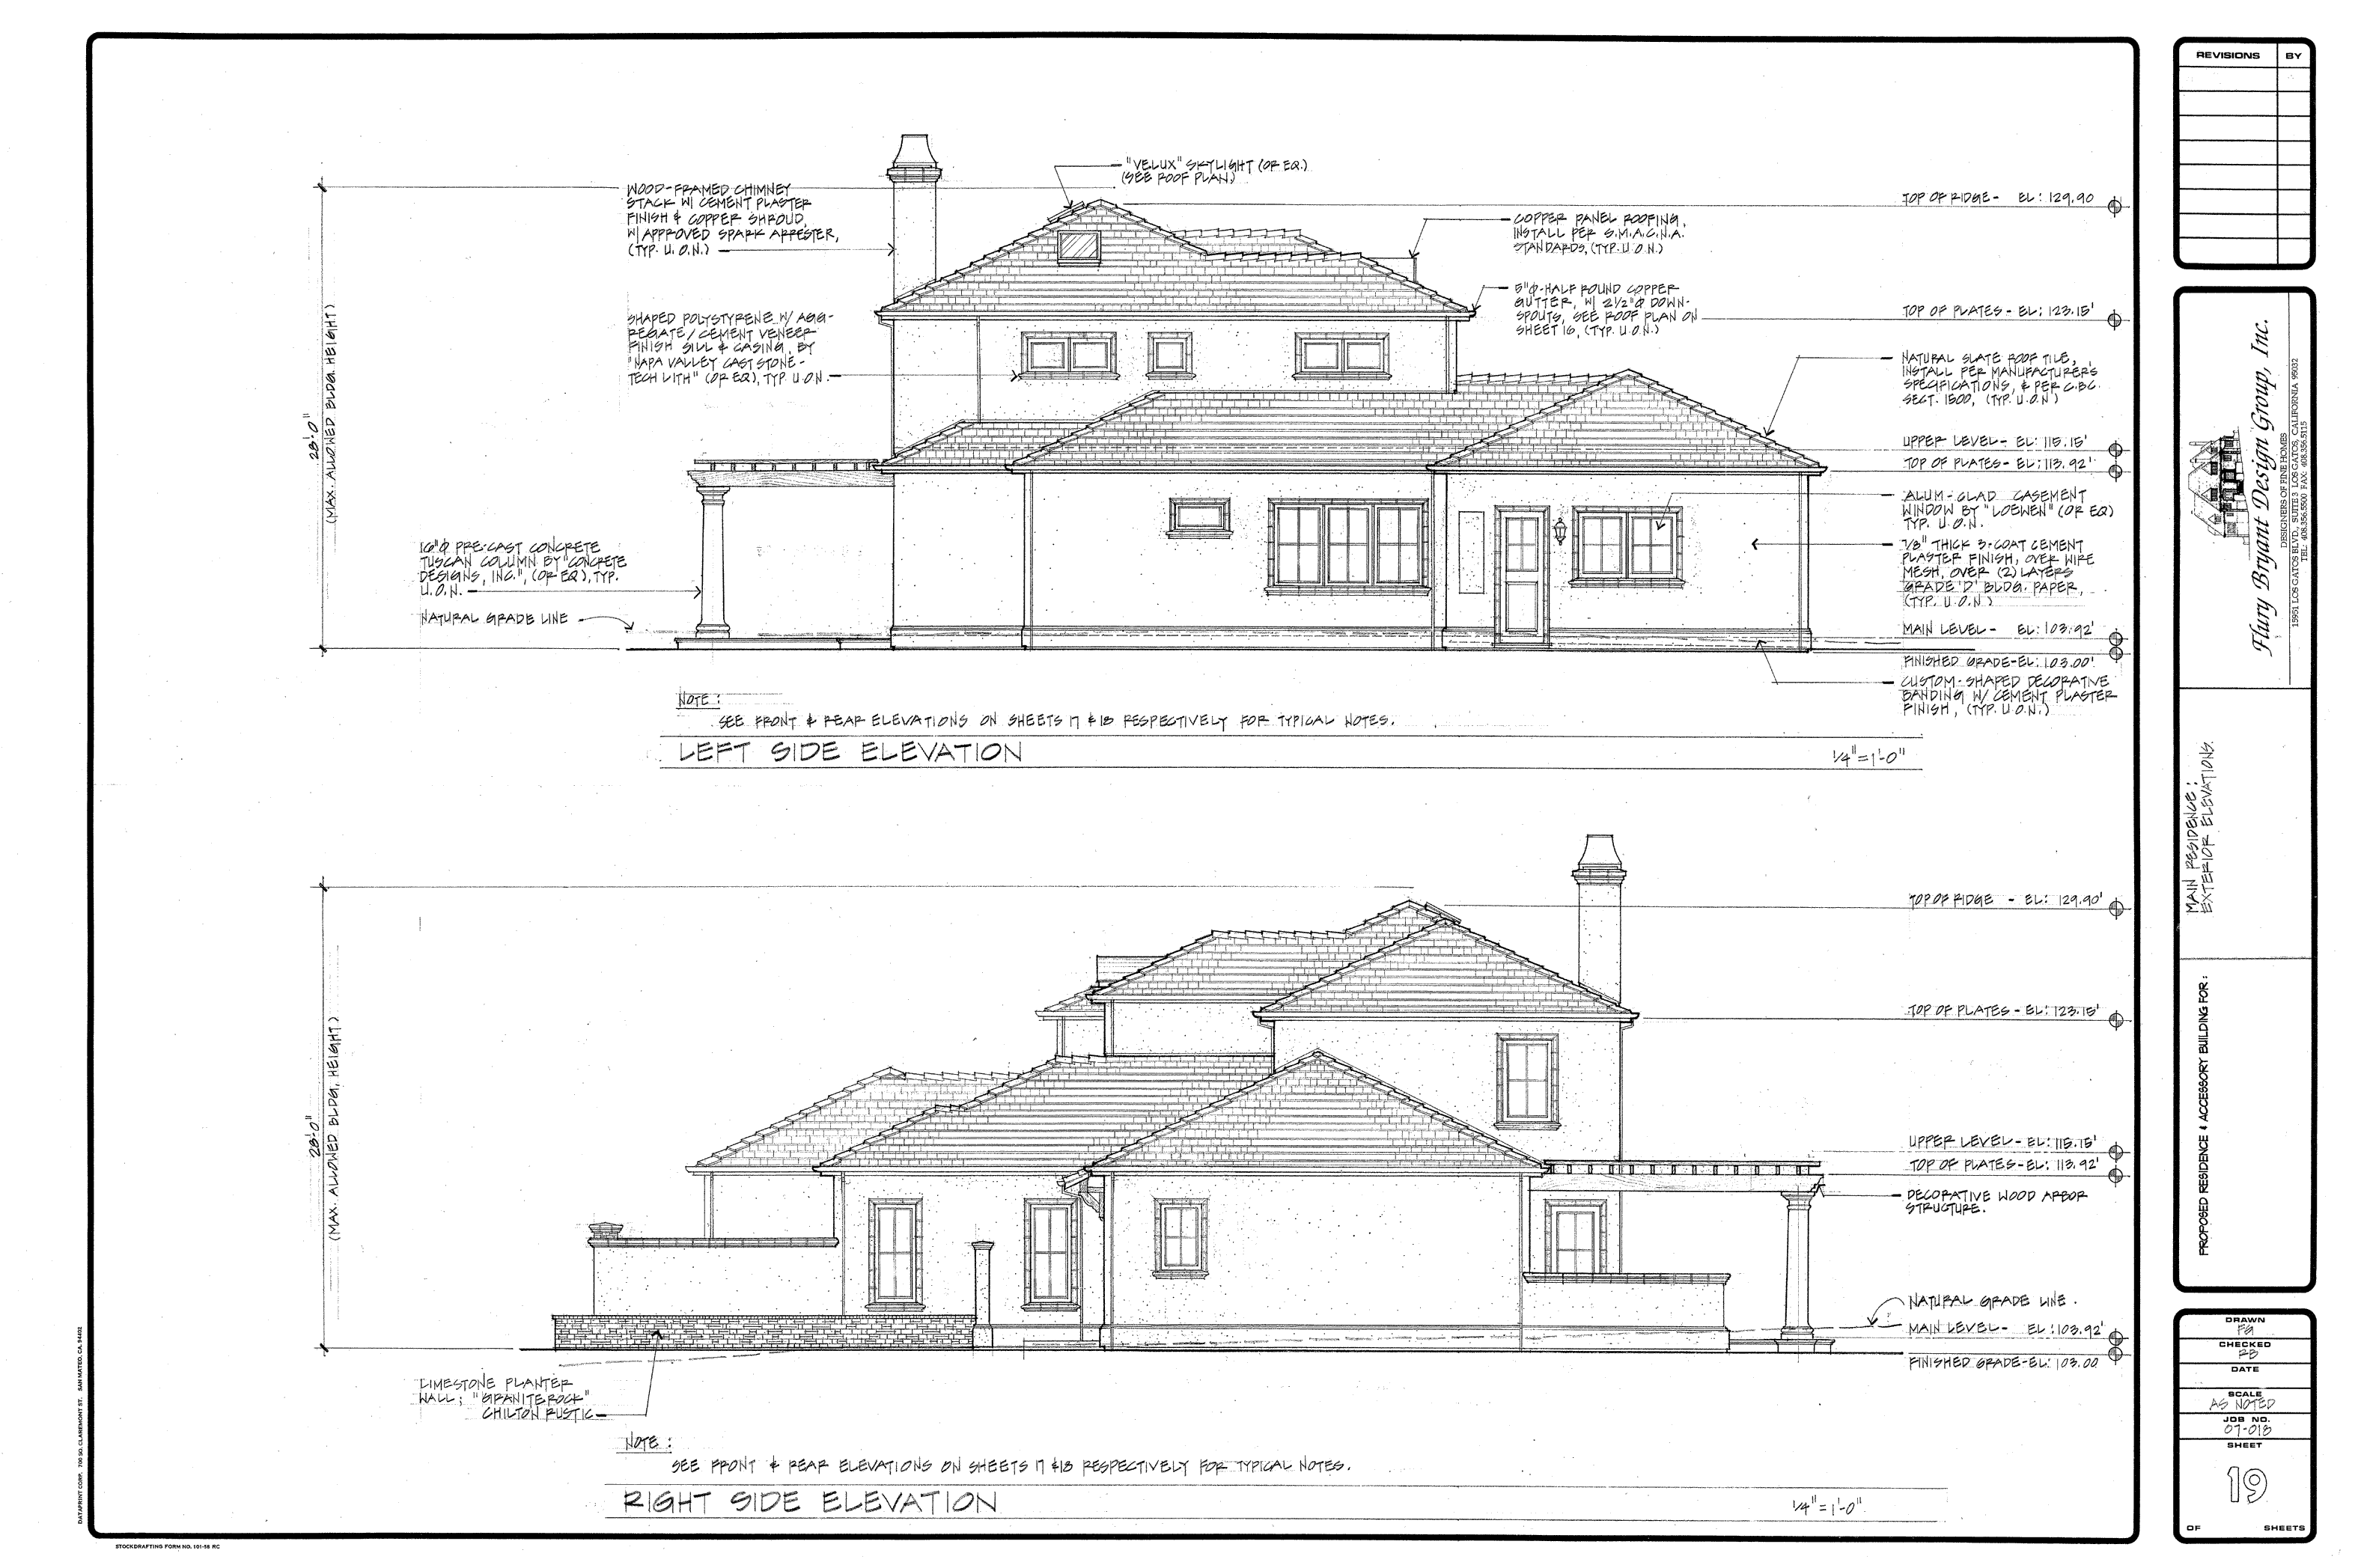 "VELUX" SKYLIGHT (OR EQ.)
(SEE ROOF PLAN.)
WOOD-FRAMED CHIMNEY
STACK W/ CEMENT PLASTER
FINISH & COPPER SHROUD,
W/ APPROVED SPARK ARRESTER,
(TYP. U.O.N.)
TOP OF RIDGE- EL: 129.90
COPPER PANEL ROOFING,
INSTALL PER S.M.A.C.N.A.
STANDARDS, (TYP. U.O.N.)
5"Φ-HALF ROUND COPPER
GUTTER, W/ 2 1/2"Φ DOWN-
SPOUTS, SEE ROOF PLAN ON
SHEET 16, (TYP. U.O.N.)
TOP OF PLATES- EL: 123.15'
SHAPED POLYSTYRENE W/ AGG-
REGATE/CEMENT VENEER
FINISH SILL & CASING, BY
"NAPA VALLEY CAST STONE-
TECH LITH" (OR EQ), TYP U.O.N.
NATURAL SLATE ROOF TILE,
INSTALL PER MANUFACTURER'S
SPECIFICATIONS, & PER C.B.C.
SECT. 1500, (TYP. U.O.N.)
28'-0"
(MAX. ALLOWED BLDG. HEIGHT)
UPPER LEVEL- EL: 115.15'
TOP OF PLATES- EL: 113.92'
ALUM-CLAD CASEMENT
WINDOW BY "LOEWEN" (OR EQ)
TYP. U.O.N.
7/8" THICK 3-COAT CEMENT
PLASTER FINISH, OVER WIRE
MESH, OVER (2) LAYERS
GRADE 'D' BLDG. PAPER,
(TYP. U.O.N.)
16"Φ PRE-CAST CONCRETE
TUSCAN COLUMN BY "CONCRETE
DESIGNS, INC.", (OR EQ), TYP.
U.O.N.
NATURAL GRADE LINE
MAIN LEVEL- EL: 103.92'
FINISHED GRADE-EL: 103.00'
CUSTOM-SHAPED DECORATIVE
BANDING W/ CEMENT PLASTER
FINISH, (TYP. U.O.N.)
NOTE:
SEE FRONT & REAR ELEVATIONS ON SHEETS 17 & 18 RESPECTIVELY FOR TYPICAL NOTES.
LEFT SIDE ELEVATION
1/4"=1'-0"
TOP OF RIDGE - EL: 129.90'
TOP OF PLATES- EL: 123.15'
28'-0"
(MAX. ALLOWED BLDG. HEIGHT)
UPPER LEVEL- EL: 115.15'
TOP OF PLATES-EL: 113.92'
DECORATIVE WOOD ARBOR
STRUCTURE.
NATURAL GRADE LINE.
MAIN LEVEL- EL: 103.92'
FINISHED GRADE-EL: 103.00
LIMESTONE PLANTER
WALL; "GRANITEROCK"
CHILTON RUSTIC
NOTE:
SEE FRONT & REAR ELEVATIONS ON SHEETS 17 & 18 RESPECTIVELY FOR TYPICAL NOTES.
RIGHT SIDE ELEVATION
1/4"=1'-0"
REVISIONS BY
Flury Bryant Design Group, Inc.
DESIGNERS OF FINE HOMES
15951 LOS GATOS BLVD., SUITE 3 LOS GATOS, CALIFORNIA 95032
TEL: 408.356.5500 FAX: 408.356.5115
MAIN RESIDENCE:
EXTERIOR ELEVATIONS.
PROPOSED RESIDENCE & ACCESSORY BUILDING FOR:
DRAWN
FG
CHECKED
RB
DATE
SCALE
AS NOTED
JOB NO.
07-018
SHEET
19
OF SHEETS
DATAPRINT CORP. 700 SO. CLAREMONT ST. SAN MATEO, CA. 94402
STOCKDRAFTING FORM NO. 101-58 RC